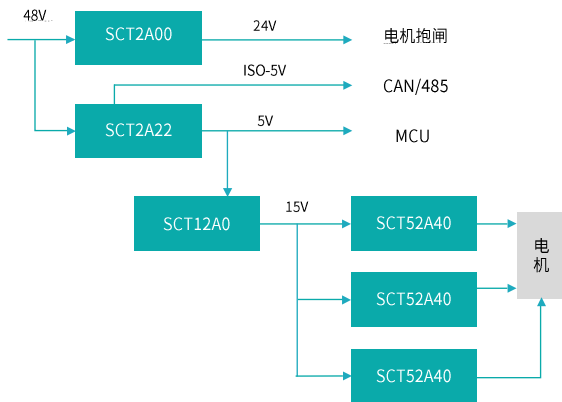 48V
SCT2A00
24V
电机抱闸
ISO-5V
CAN/485
SCT2A22
5V
MCU
SCT12A0
15V
SCT52A40
电
机
SCT52A40
SCT52A40